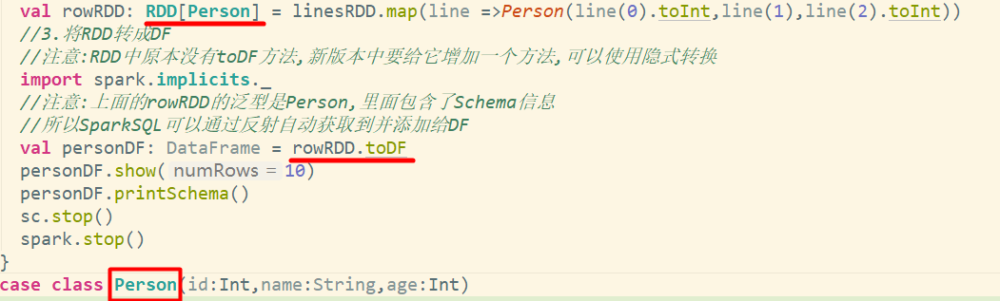 val rowRDD: RDD[Person] = linesRDD.map(line =>Person(line(0).toInt,line(1),line(2).toInt))
//3.将RDD转成DF
//注意:RDD中原本没有toDF方法,新版本中要给它增加一个方法,可以使用隐式转换
import spark.implicits._
//注意:上面的rowRDD的泛型是Person,里面包含了Schema信息
//所以SparkSQL可以通过反射自动获取到并添加给DF
val personDF: DataFrame = rowRDD.toDF
personDF.show( numRows = 10)
personDF.printSchema()
sc.stop()
spark.stop()
}
case class Person(id:Int,name:String,age:Int)